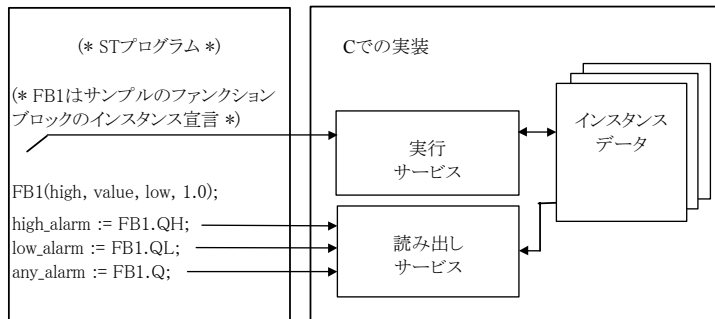 (* STプログラム *)
(* FB1はサンプルのファンクション
ブロックのインスタンス宣言 *)
FB1(high, value, low, 1.0);
high_alarm := FB1.QH;
low_alarm := FB1.QL;
any_alarm := FB1.Q;
Cでの実装
実行
サービス
読み出し
サービス
インスタンス
データ